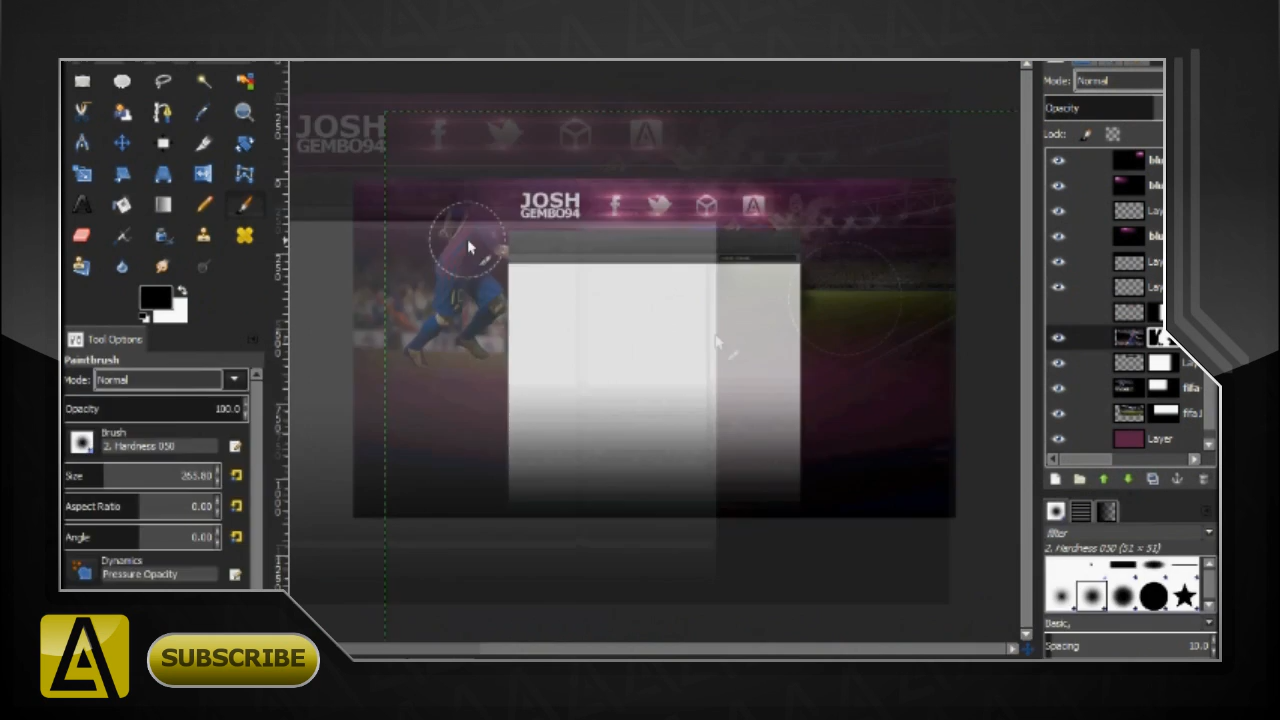 Mode: Normal
Opacity
Lock:
JOSH
GEMBO94
f
A
JOSH
GEMBO94
f
A
Tool Options
Paintbrush
Mode: Normal
Opacity 100.0
Brush
2. Hardness 050
Size
Aspect Ratio 0.00
Angle 0.00
Dynamics
Pressure Opacity
Layer
filter
2. Hardness 050 (51 × 51)
Basic,
Spacing 10.0
A
SUBSCRIBE